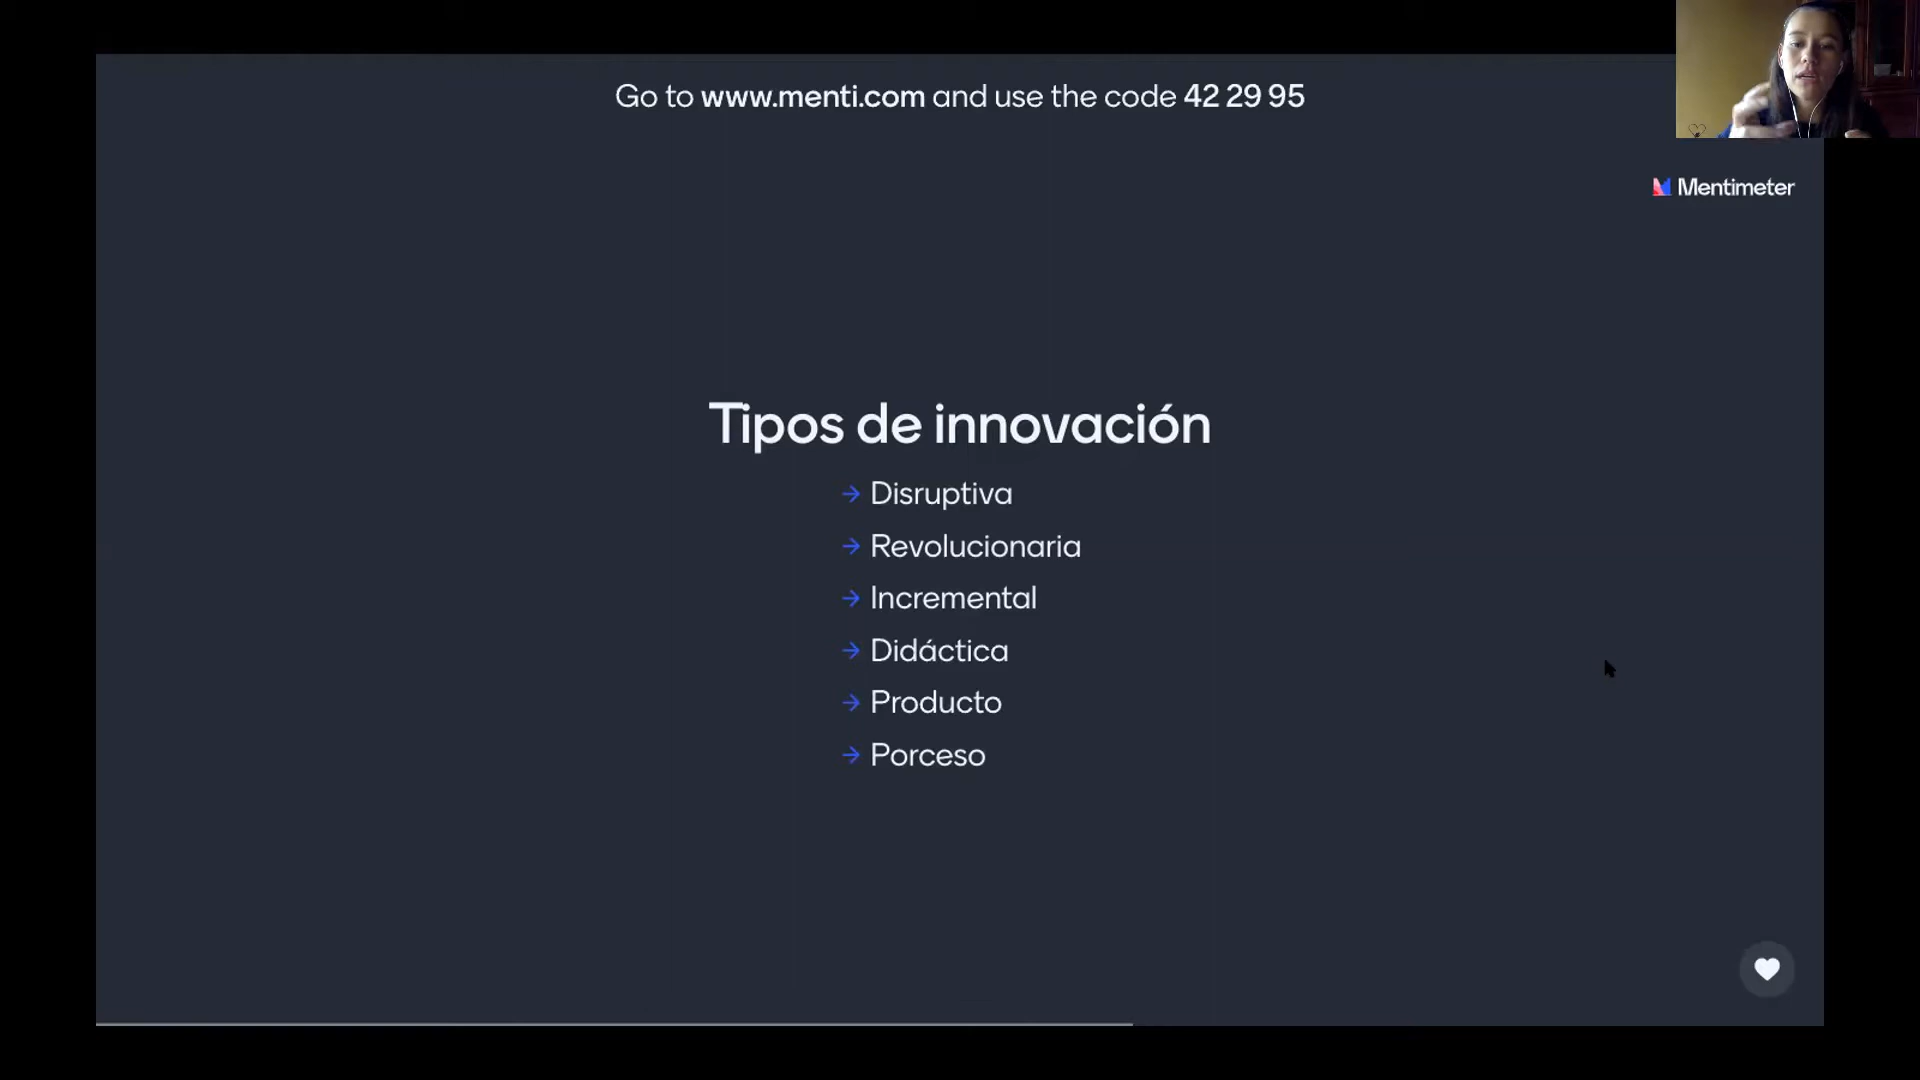 Go to www.menti.com and use the code 42 29 95
Mentimeter
Tipos de innovación
→ Disruptiva
→ Revolucionaria
→ Incremental
→ Didáctica
→ Producto
→ Porceso